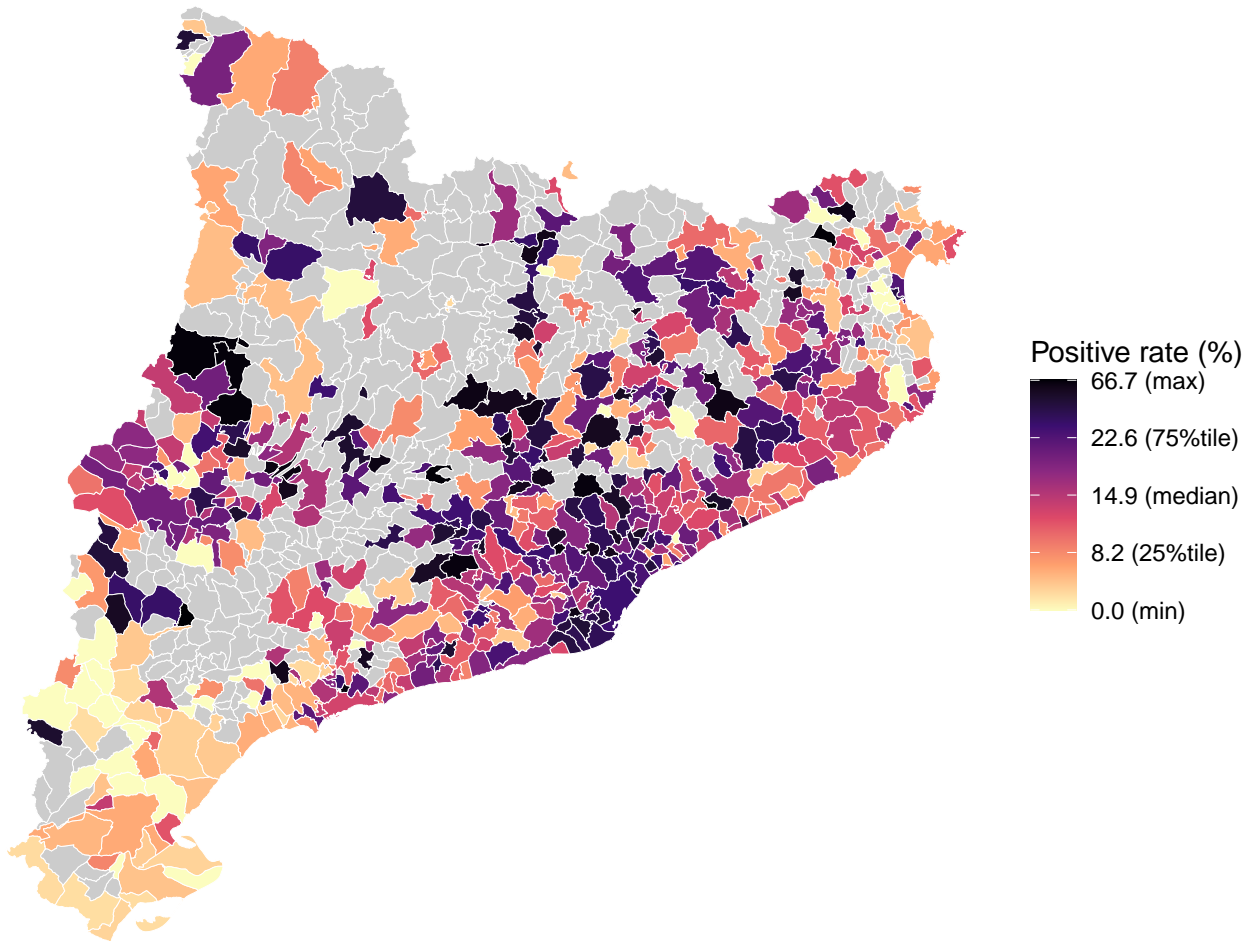 Positive rate (%)
66.7 (max)
22.6 (75%tile)
14.9 (median)
8.2 (25%tile)
0.0 (min)